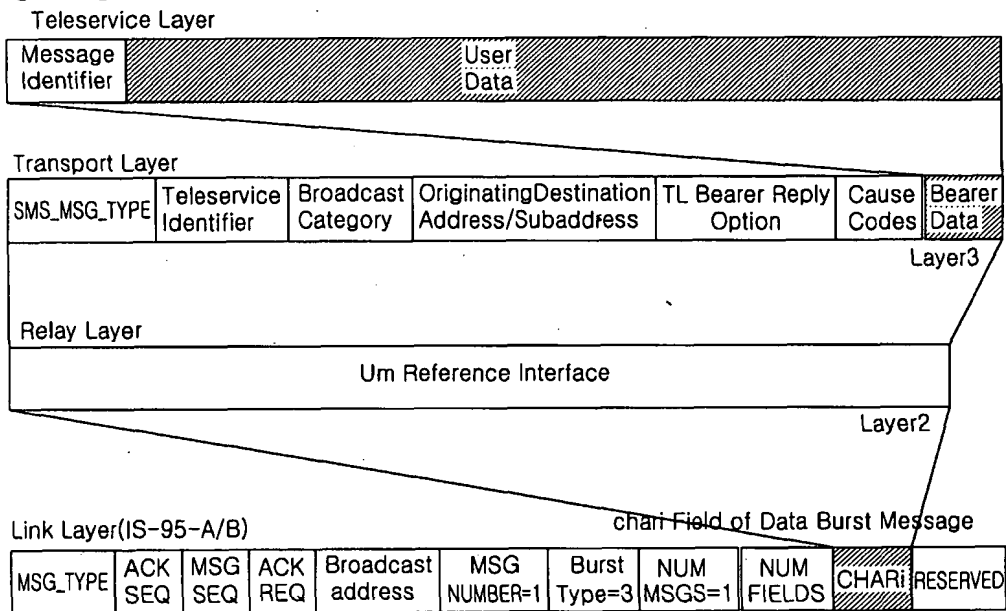 Teleservice Layer
Message Identifier
User Data
Transport Layer
SMS_MSG_TYPE
Teleservice Identifier
Broadcast Category
OriginatingDestination Address/Subaddress
TL Bearer Reply Option
Cause Codes
Bearer Data
Layer3
Relay Layer
Um Reference Interface
Layer2
Link Layer(IS-95-A/B)
chari Field of Data Burst Message
MSG_TYPE
ACK SEQ
MSG SEQ
ACK REQ
Broadcast address
MSG NUMBER=1
Burst Type=3
NUM MSGS=1
NUM FIELDS
CHARi
RESERVED